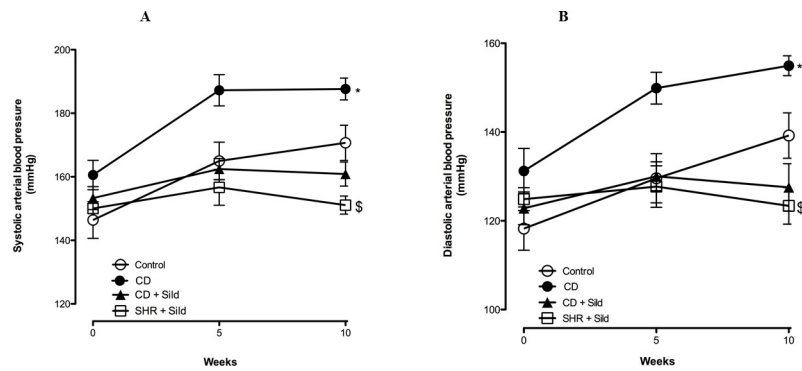 A
Systolic arterial blood pressure
(mmHg)
200
180
160
140
120
*
$
Control
CD
CD + Sild
SHR + Sild
0
5
10
Weeks
B
Diastolic arterial blood pressure
(mmHg)
160
140
120
100
*
$
Control
CD
CD + Sild
SHR + Sild
0
5
10
Weeks